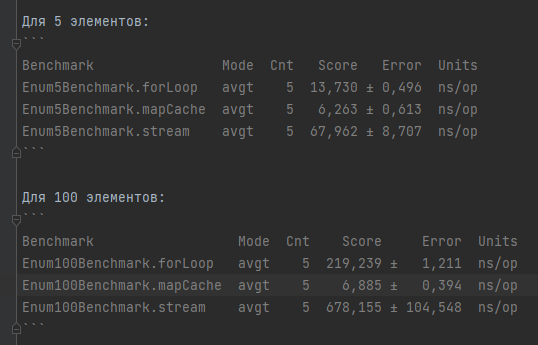 Для 5 элементов:
```
Benchmark                Mode  Cnt   Score   Error  Units
Enum5Benchmark.forLoop   avgt    5  13,730 ± 0,496  ns/op
Enum5Benchmark.mapCache  avgt    5   6,263 ± 0,613  ns/op
Enum5Benchmark.stream    avgt    5  67,962 ± 8,707  ns/op
```
Для 100 элементов:
```
Benchmark                  Mode  Cnt    Score     Error  Units
Enum100Benchmark.forLoop   avgt    5  219,239 ±   1,211  ns/op
Enum100Benchmark.mapCache  avgt    5    6,885 ±   0,394  ns/op
Enum100Benchmark.stream    avgt    5  678,155 ± 104,548  ns/op
```